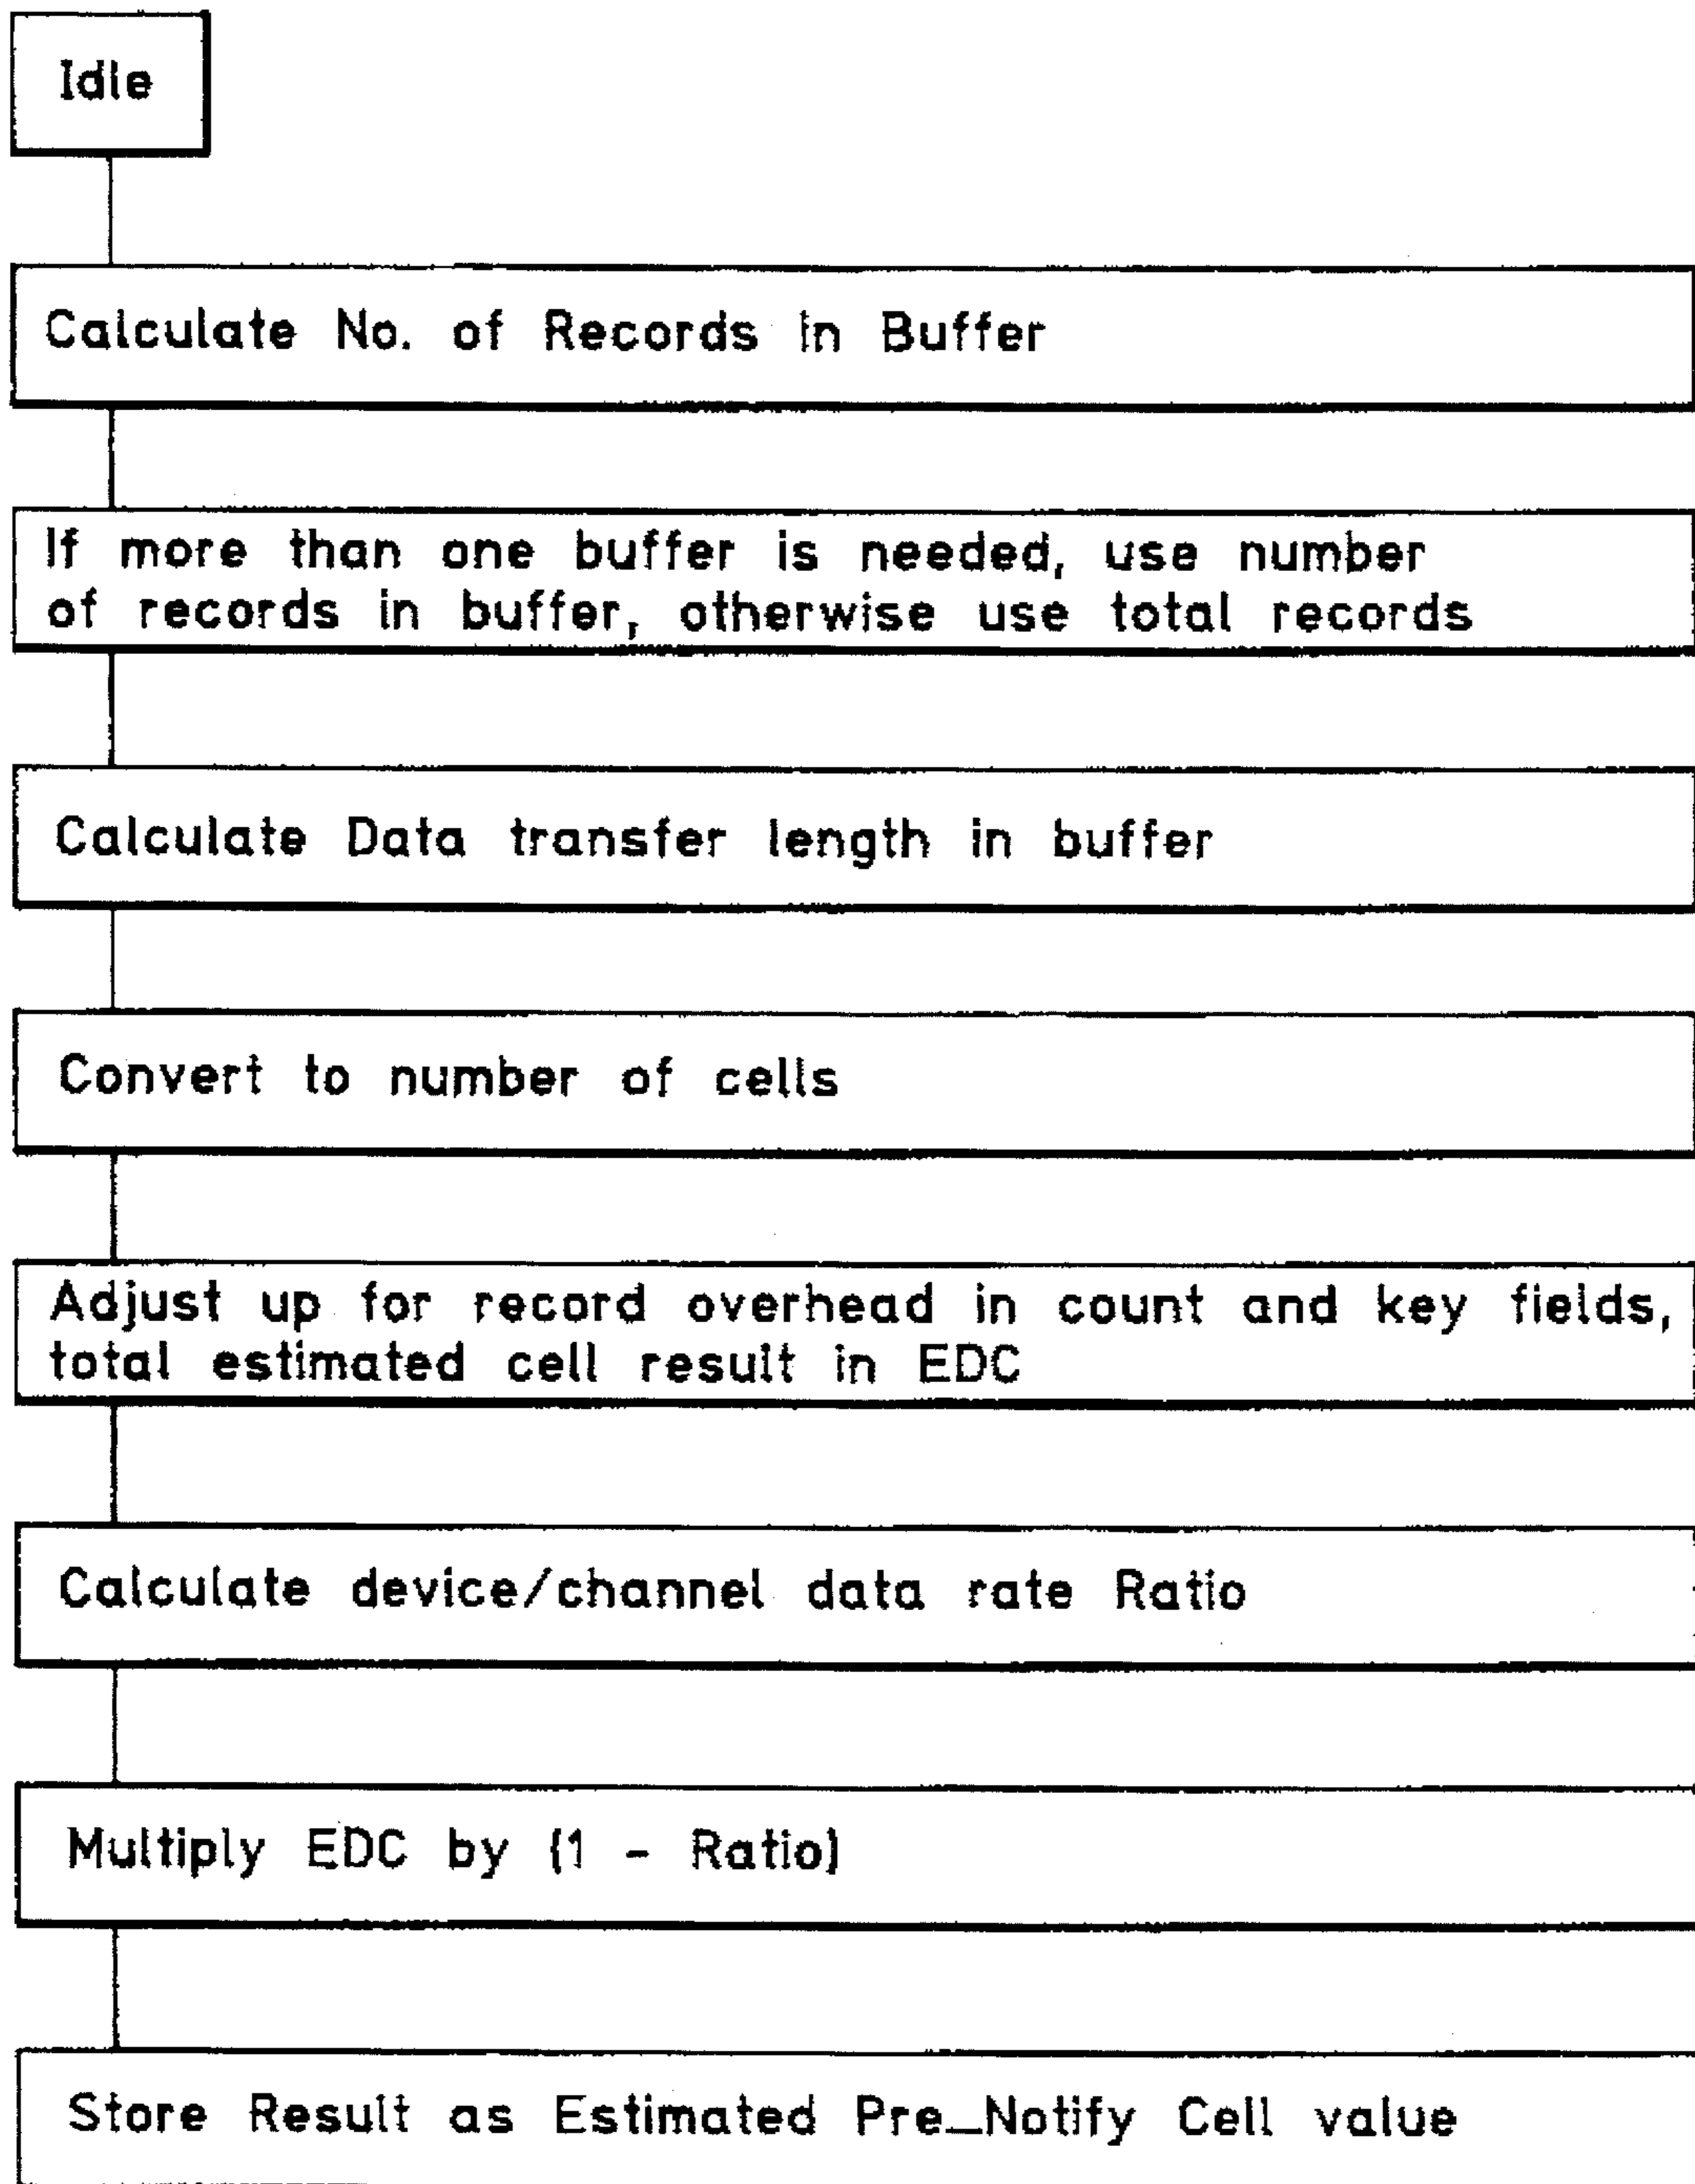 Idle
Calculate No. of Records in Buffer
If more than one buffer is needed, use number
of records in buffer, otherwise use total records
Calculate Data transfer length in buffer
Convert to number of cells
Adjust up for record overhead in count and key fields,
total estimated cell result in EDC
Calculate device/channel data rate Ratio
Multiply EDC by (1 - Ratio)
Store Result as Estimated Pre_Notify Cell value